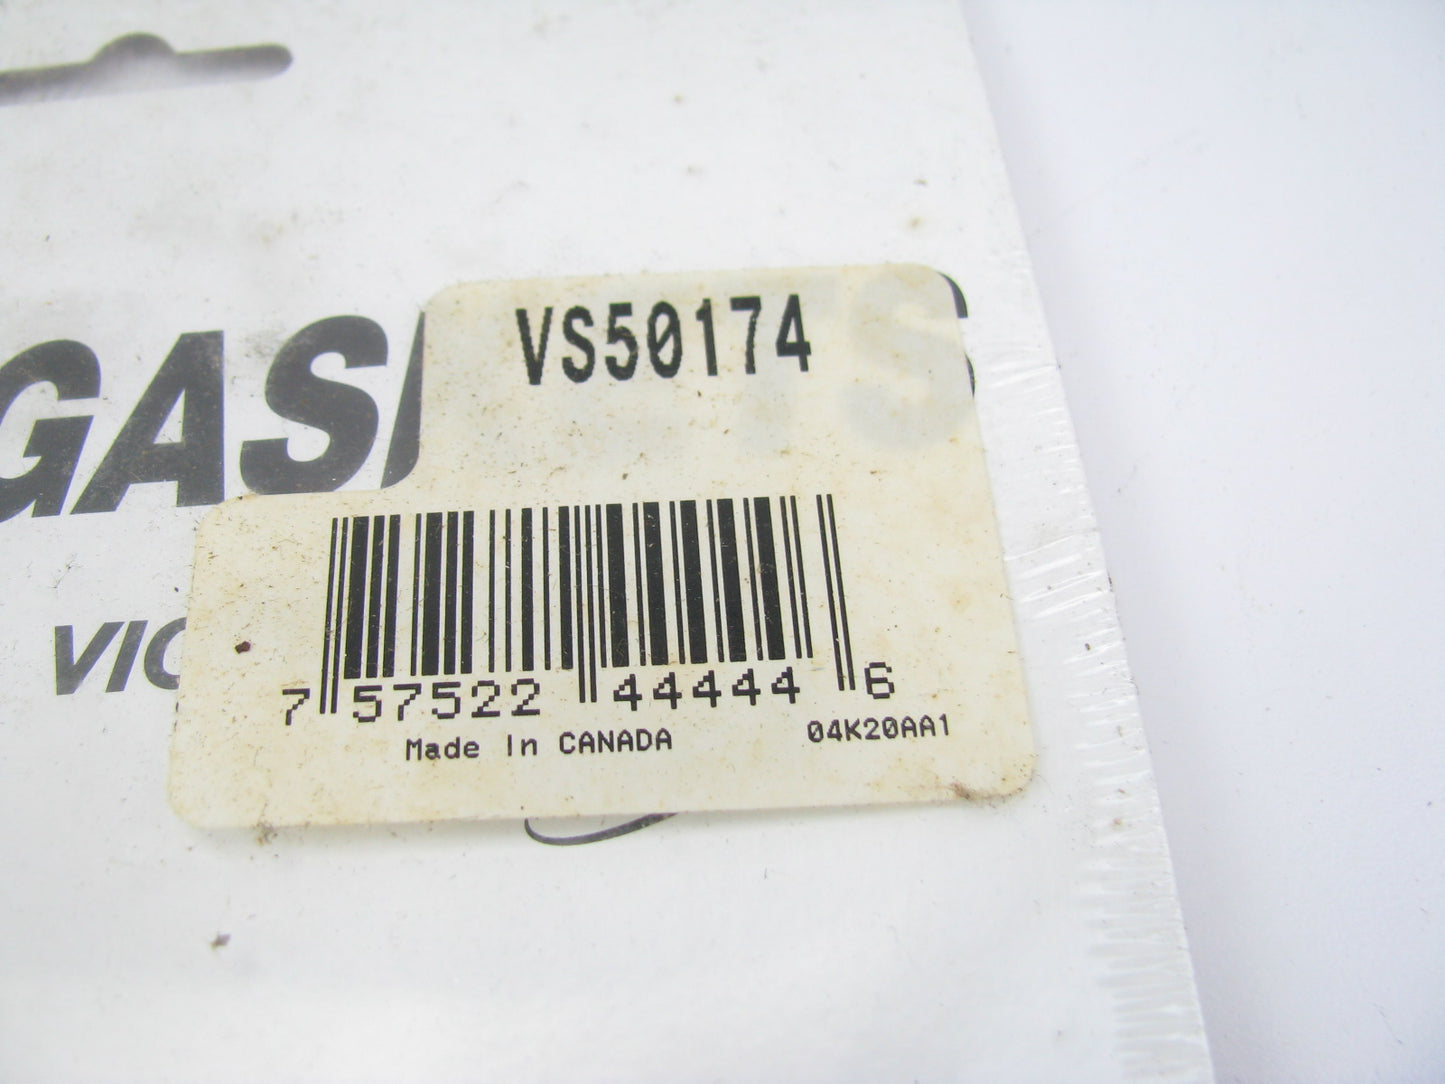 VS50174
GAS
VIC
7 57522 44444 6
Made In CANADA 04K20AA1